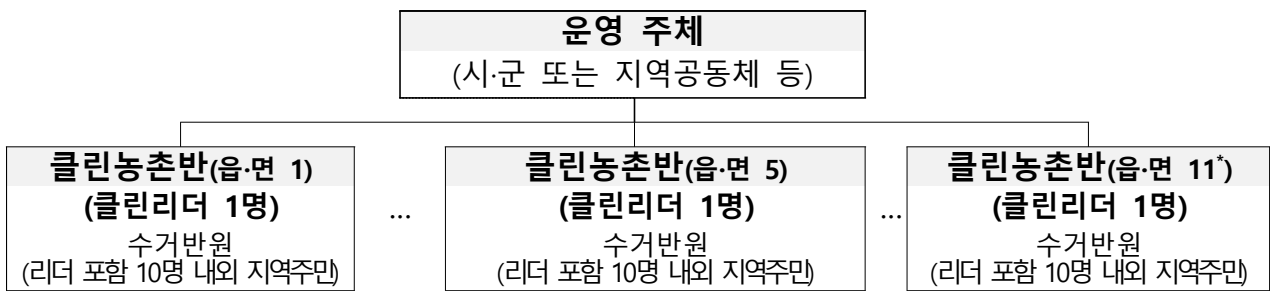 운영 주체
(시·군 또는 지역공동체 등)
클린농촌반(읍·면 1)
(클린리더 1명)
수거반원
(리더 포함 10명 내외 지역주민)
...
클린농촌반(읍·면 5)
(클린리더 1명)
수거반원
(리더 포함 10명 내외 지역주민)
...
클린농촌반(읍·면 11*)
(클린리더 1명)
수거반원
(리더 포함 10명 내외 지역주민)